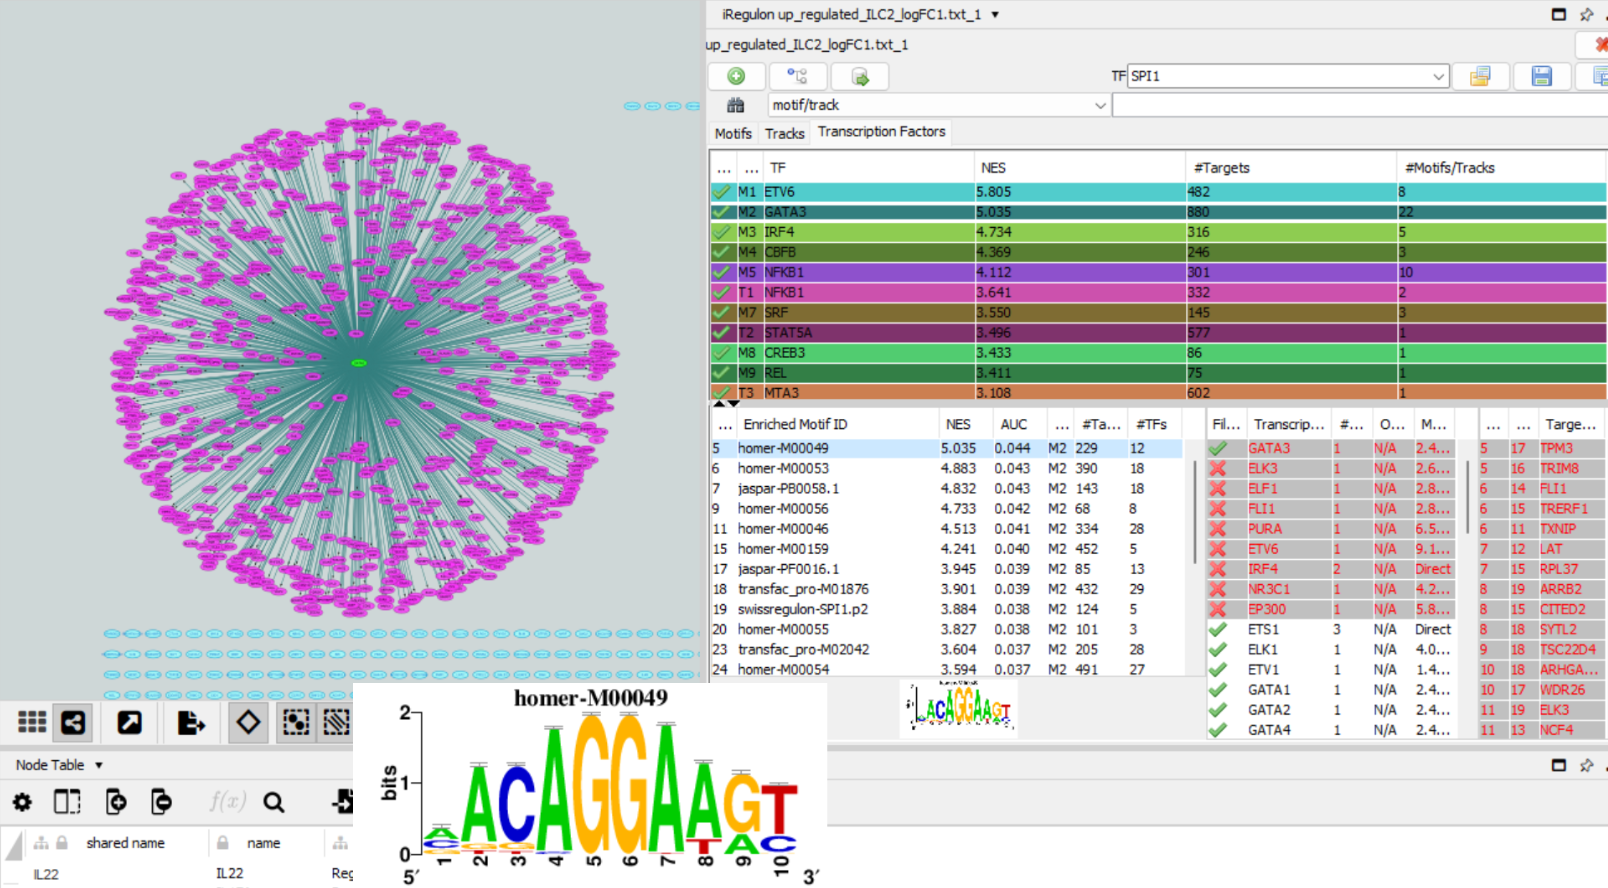 iRegulon up_regulated_ILC2_logFC1.txt_1 ▼
up_regulated_ILC2_logFC1.txt_1
TF SPI1
motif/track
Motifs Tracks Transcription Factors
... ... TF NES #Targets #Motifs/Tracks
M1 ETV6 5.805 482 8
M2 GATA3 5.035 880 22
M3 IRF4 4.734 316 5
M4 CBFB 4.369 246 3
M5 NFKB1 4.112 301 10
T1 NFKB1 3.641 332 2
M7 SRF 3.550 145 3
T2 STAT5A 3.496 577 1
M8 CREB3 3.433 86 1
M9 REL 3.411 75 1
T3 MTA3 3.108 602 1
... Enriched Motif ID NES AUC ... #Ta... #TFs Fil... Transcrip... #... O... M... ... ... Targe...
5 homer-M00049 5.035 0.044 M2 229 12 GATA3 1 N/A 2.4... 5 17 TPM3
6 homer-M00053 4.883 0.043 M2 390 18 ELK3 1 N/A 2.6... 5 16 TRIM8
7 jaspar-PB0058.1 4.832 0.043 M2 143 18 ELF1 1 N/A 2.8... 6 14 FLI1
9 homer-M00056 4.733 0.042 M2 68 8 FLI1 1 N/A 2.8... 6 15 TRERF1
11 homer-M00046 4.513 0.041 M2 334 28 PURA 1 N/A 6.5... 6 11 TXNIP
15 homer-M00159 4.241 0.040 M2 452 5 ETV6 1 N/A 9.1... 7 12 LAT
17 jaspar-PF0016.1 3.945 0.039 M2 85 13 IRF4 2 N/A Direct 7 15 RPL37
18 transfac_pro-M01876 3.901 0.039 M2 432 29 NR3C1 1 N/A 4.2... 8 19 ARRB2
19 swissregulon-SPI1.p2 3.884 0.038 M2 124 5 EP300 1 N/A 5.8... 8 15 CITED2
20 homer-M00055 3.827 0.038 M2 101 3 ETS1 3 N/A Direct 8 18 SYTL2
23 transfac_pro-M02042 3.604 0.037 M2 205 28 ELK1 1 N/A 4.0... 9 18 TSC22D4
24 homer-M00054 3.594 0.037 M2 491 27 ETV1 1 N/A 1.4... 10 18 ARHGA...
GATA1 1 N/A 2.4... 10 17 WDR26
GATA2 1 N/A 2.4... 11 19 ELK3
GATA4 1 N/A 2.4... 11 13 NCF4
homer-M00049
2
bits
1
0
ACAGGAAGT
1 2 3 4 5 6 7 8 9 10
5′ 3′
Node Table ▼
f(x)
shared name name
IL22 IL22 Reg